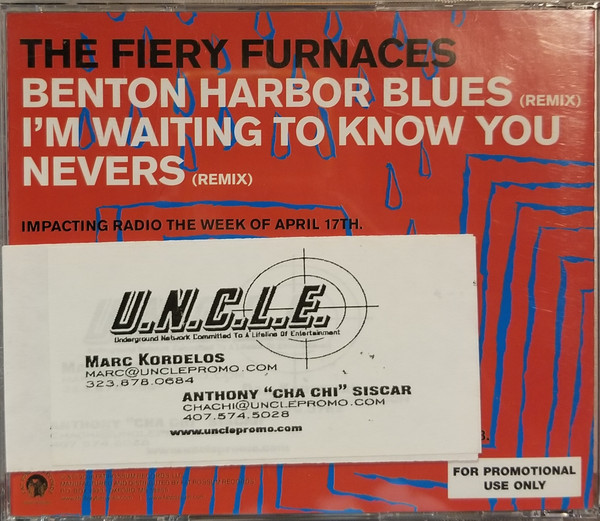 THE FIERY FURNACES
BENTON HARBOR BLUES (REMIX)
I'M WAITING TO KNOW YOU
NEVERS (REMIX)
IMPACTING RADIO THE WEEK OF APRIL 17TH.
U.N.C.L.E.
Underground Network Committed To A Lifeline Of Entertainment
MARC KORDELOS
MARC@UNCLEPROMO.COM
323.878.0684
ANTHONY "CHA CHI" SISCAR
CHACHI@UNCLEPROMO.COM
407.574.5028
www.unclepromo.com
FOR PROMOTIONAL
USE ONLY